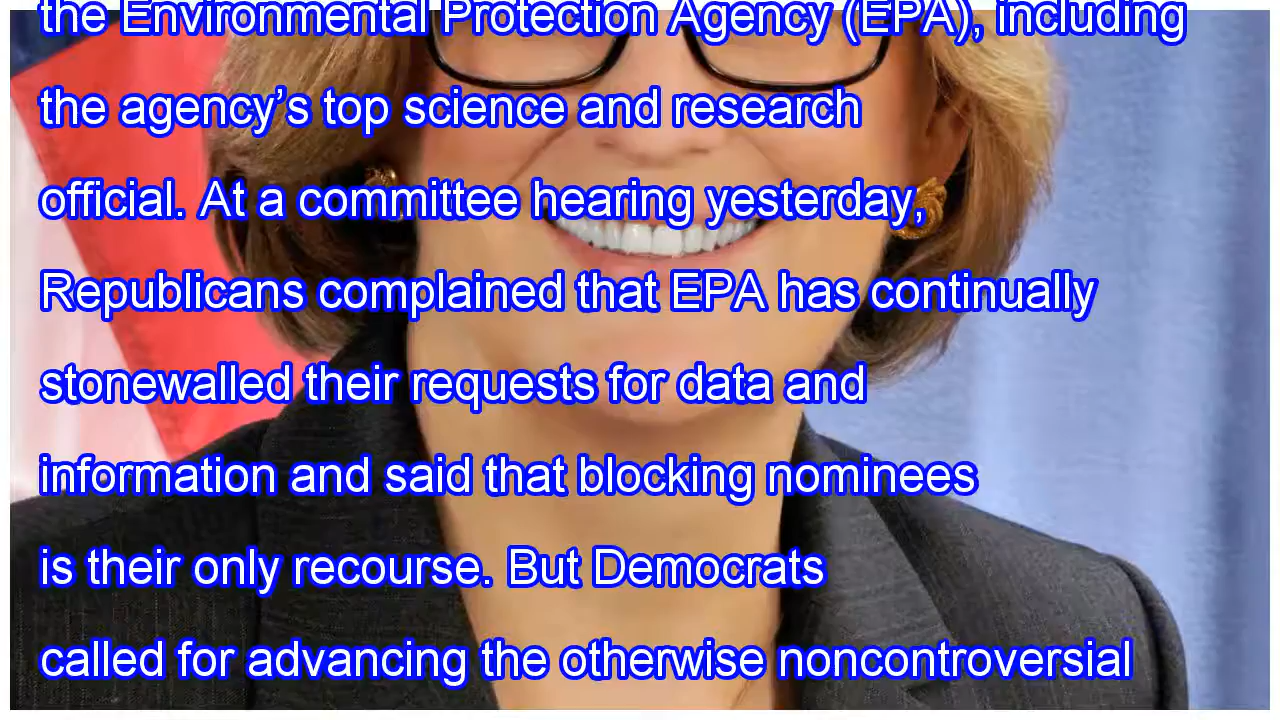 the Environmental Protection Agency (EPA), including
the agency’s top science and research
official. At a committee hearing yesterday,
Republicans complained that EPA has continually
stonewalled their requests for data and
information and said that blocking nominees
is their only recourse. But Democrats
called for advancing the otherwise noncontroversial